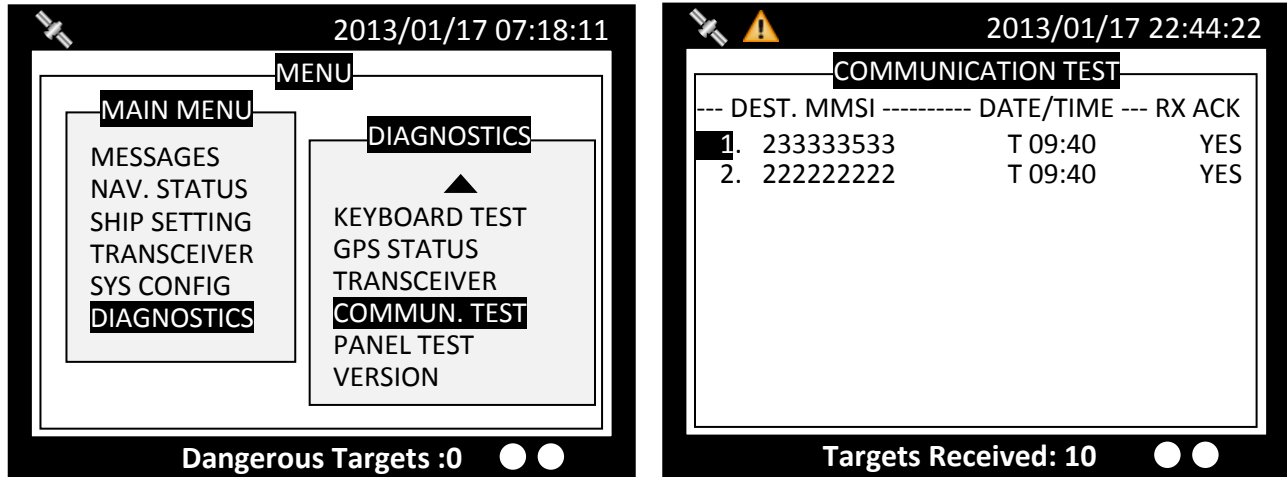 2013/01/17 07:18:11
MENU
MAIN MENU
MESSAGES
NAV. STATUS
SHIP SETTING
TRANSCEIVER
SYS CONFIG
DIAGNOSTICS
DIAGNOSTICS
KEYBOARD TEST
GPS STATUS
TRANSCEIVER
COMMUN. TEST
PANEL TEST
VERSION
Dangerous Targets :0
2013/01/17 22:44:22
COMMUNICATION TEST
--- DEST. MMSI ---------- DATE/TIME --- RX ACK
1. 233333533 T 09:40 YES
2. 222222222 T 09:40 YES
Targets Received: 10